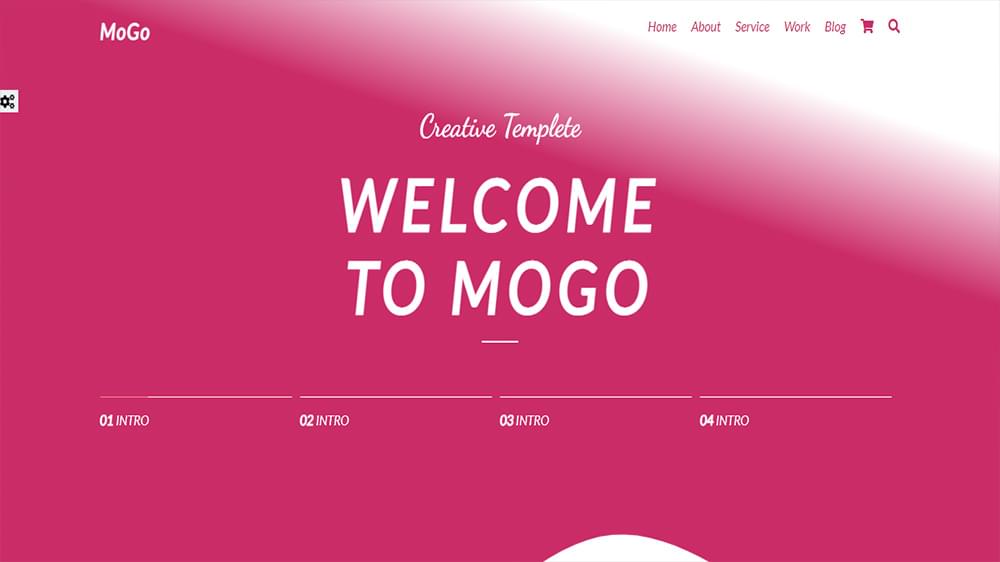 MoGo
Home About Service Work Blog
Creative Templete
WELCOME
TO MOGO
01 INTRO 02 INTRO 03 INTRO 04 INTRO